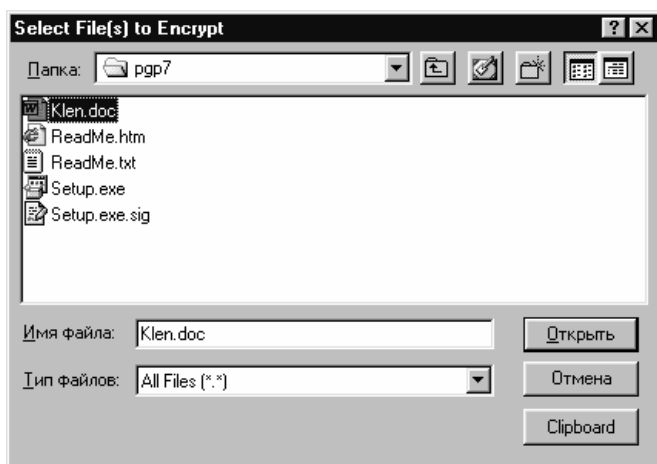 Select File(s) to Encrypt
Папка: pgp7
Klen.doc
ReadMe.htm
ReadMe.txt
Setup.exe
Setup.exe.sig
Имя файла: Klen.doc Открыть
Тип файлов: All Files (*.*) Отмена
Clipboard